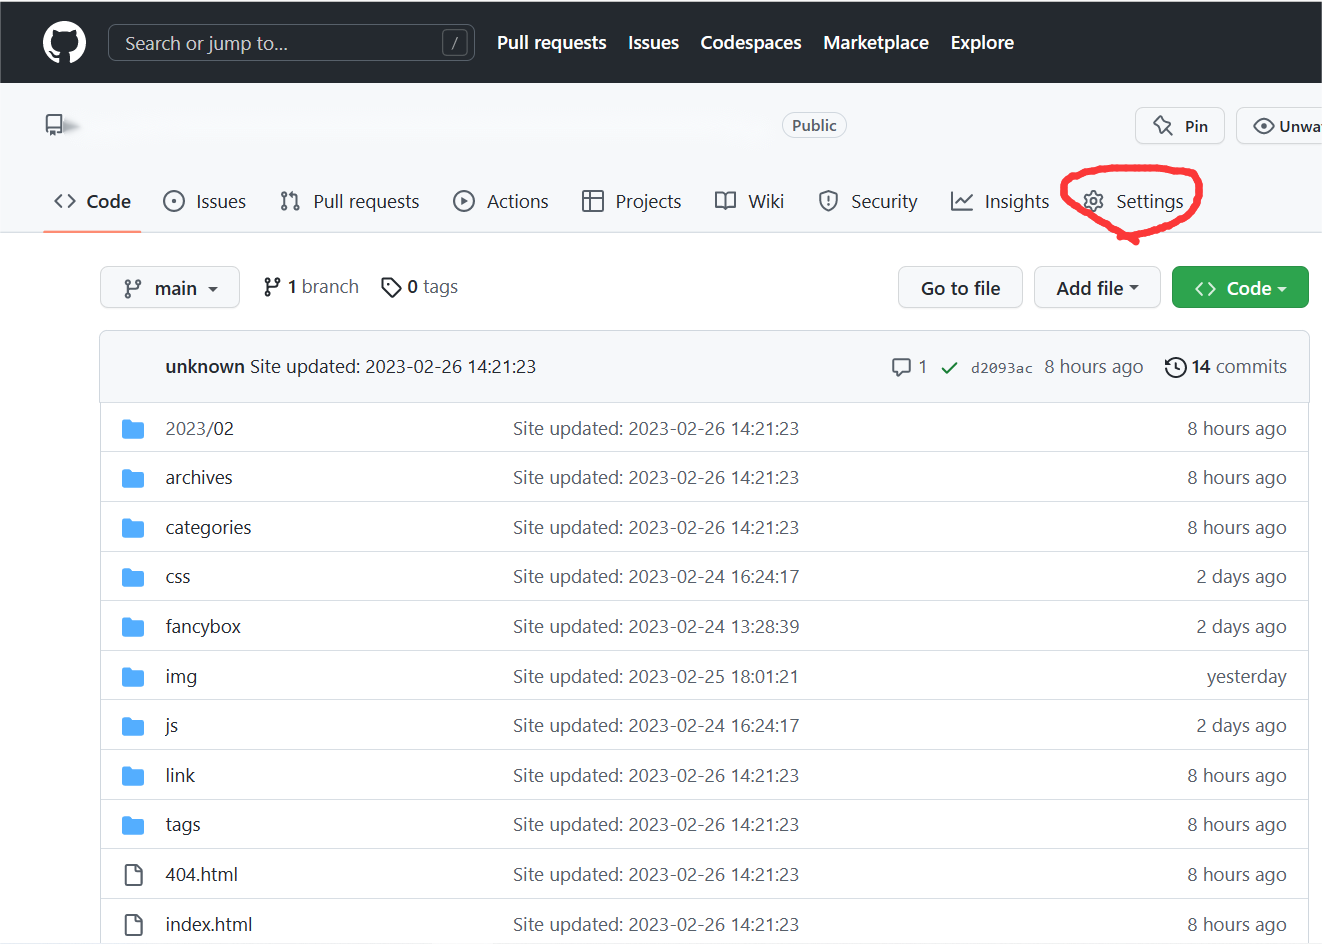 Search or jump to... / Pull requests Issues Codespaces Marketplace Explore
Public Pin Unwa
Code Issues Pull requests Actions Projects Wiki Security Insights Settings
main 1 branch 0 tags Go to file Add file Code
unknown Site updated: 2023-02-26 14:21:23 1 d2093ac 8 hours ago 14 commits
2023/02 Site updated: 2023-02-26 14:21:23 8 hours ago
archives Site updated: 2023-02-26 14:21:23 8 hours ago
categories Site updated: 2023-02-26 14:21:23 8 hours ago
css Site updated: 2023-02-24 16:24:17 2 days ago
fancybox Site updated: 2023-02-24 13:28:39 2 days ago
img Site updated: 2023-02-25 18:01:21 yesterday
js Site updated: 2023-02-24 16:24:17 2 days ago
link Site updated: 2023-02-26 14:21:23 8 hours ago
tags Site updated: 2023-02-26 14:21:23 8 hours ago
404.html Site updated: 2023-02-26 14:21:23 8 hours ago
index.html Site updated: 2023-02-26 14:21:23 8 hours ago